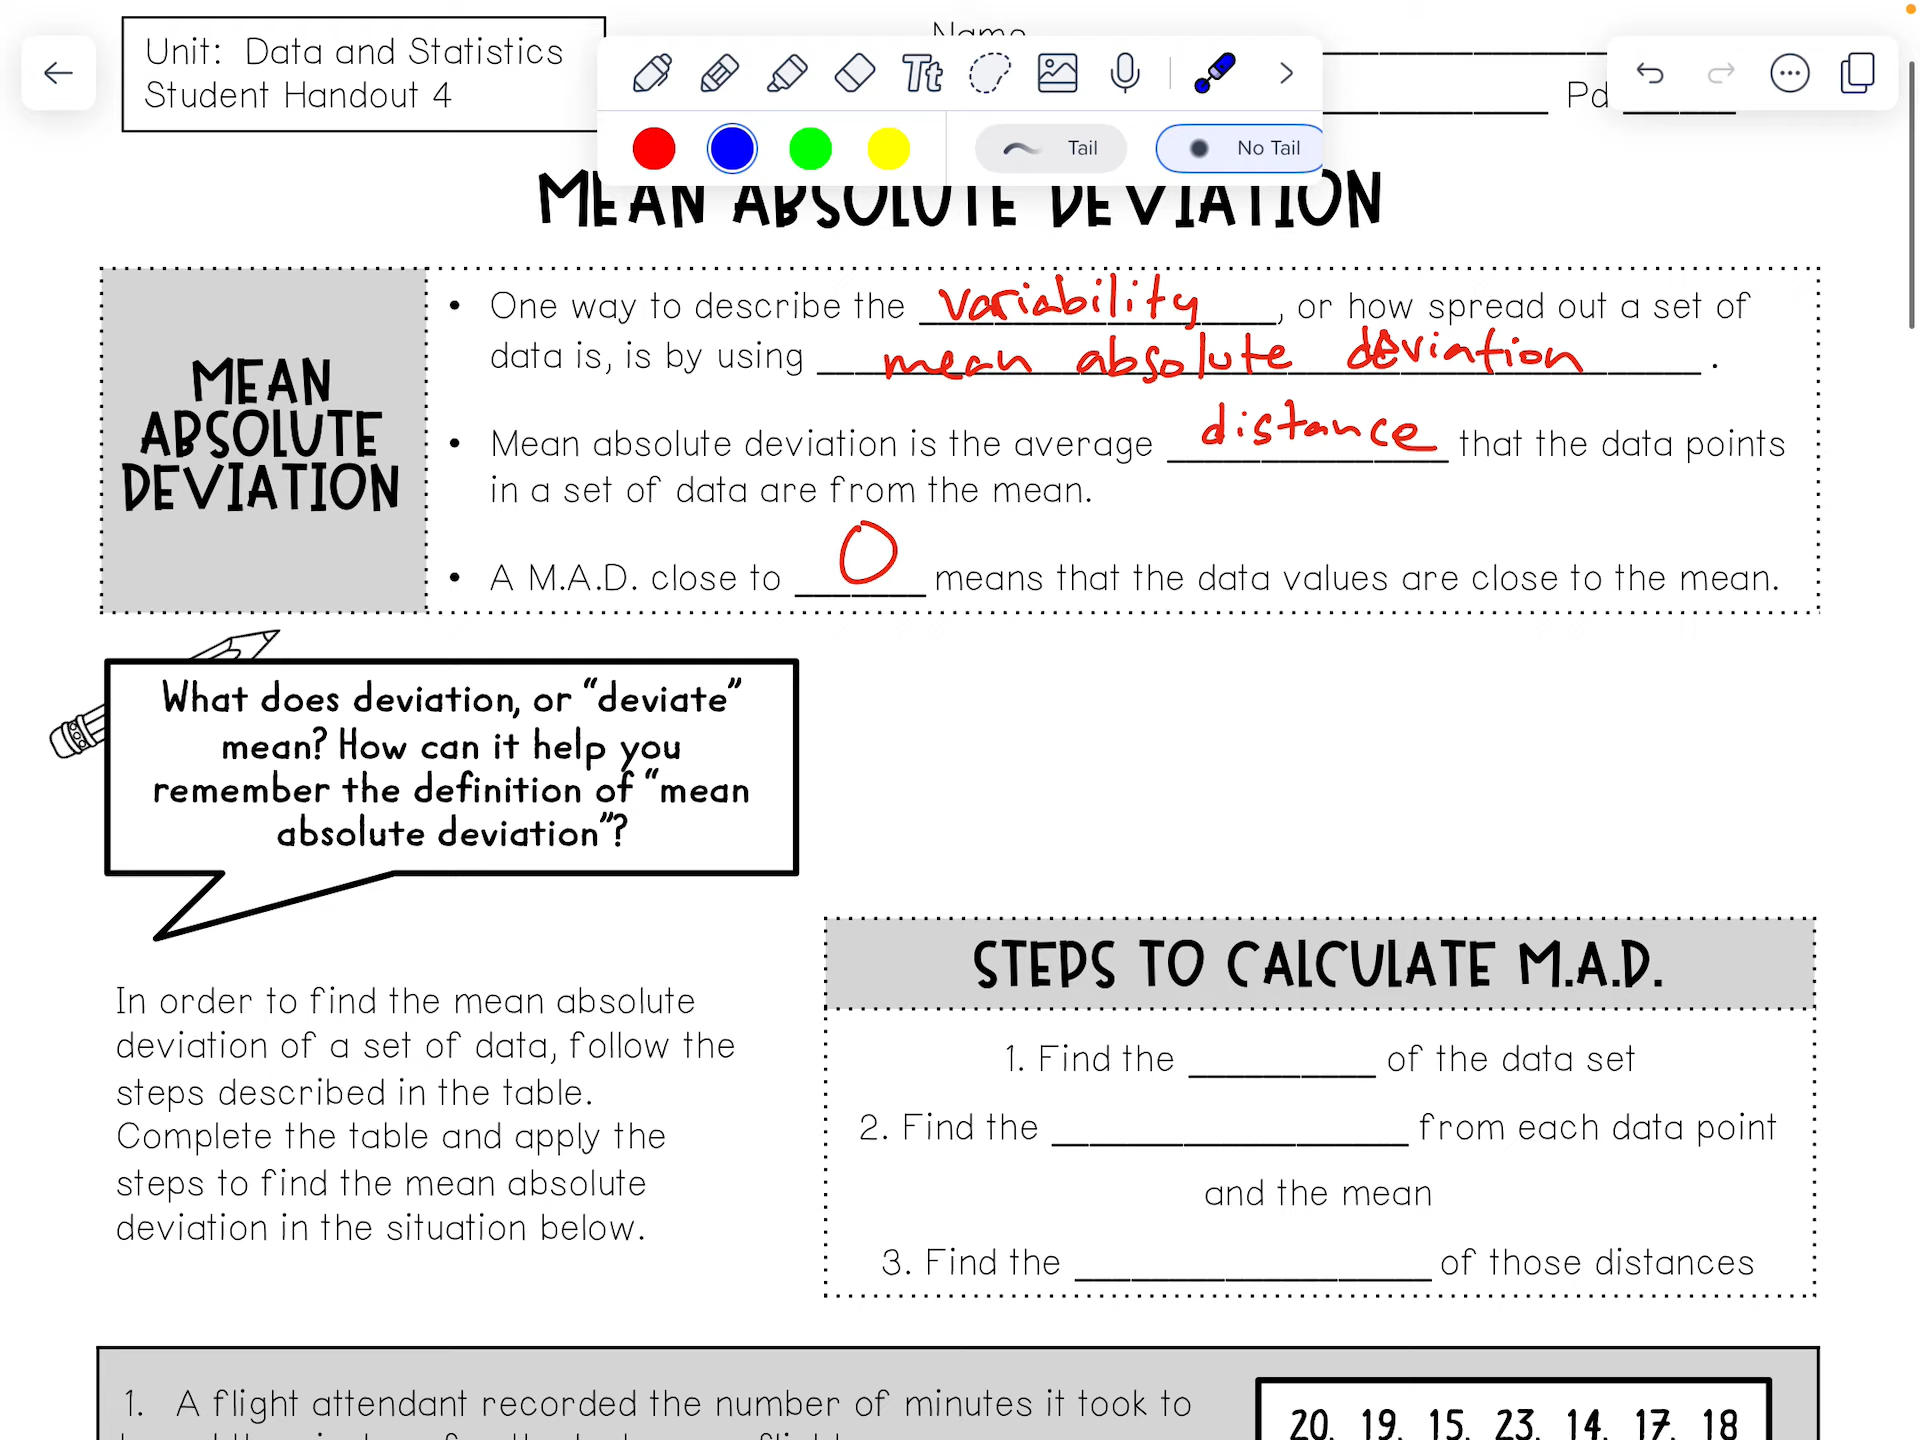 Unit: Data and Statistics
Student Handout 4
Name
Pd
Tt
Tail
No Tail
MEAN ABSOLUTE DEVIATION
MEAN
ABSOLUTE
DEVIATION
• One way to describe the variability, or how spread out a set of
data is, is by using mean absolute deviation.
• Mean absolute deviation is the average distance that the data points
in a set of data are from the mean.
• A M.A.D. close to 0 means that the data values are close to the mean.
What does deviation, or “deviate”
mean? How can it help you
remember the definition of “mean
absolute deviation”?
In order to find the mean absolute
deviation of a set of data, follow the
steps described in the table.
Complete the table and apply the
steps to find the mean absolute
deviation in the situation below.
STEPS TO CALCULATE M.A.D.
1. Find the __________ of the data set
2. Find the ___________________ from each data point
and the mean
3. Find the ___________________ of those distances
1. A flight attendant recorded the number of minutes it took to
20, 19, 15, 23, 14, 17, 18